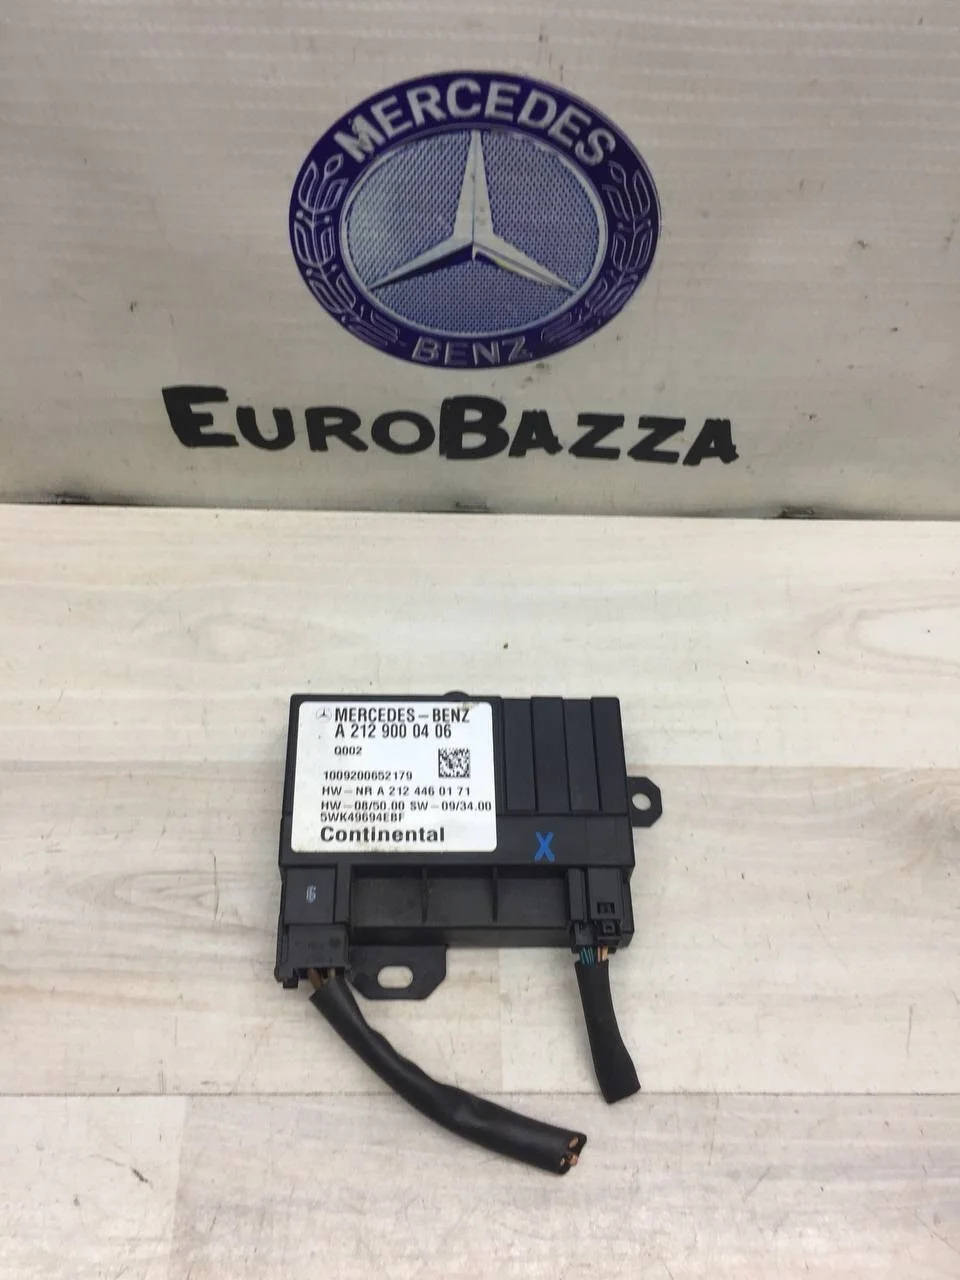 MERCEDES
BENZ
EUROBAZZA
MERCEDES-BENZ
A 212 900 04 06
Q002
1009200652179
HW-NR A 212 446 01 71
HW-08/50.00 SW-09/34.00
5WK49694EBF
Continental
X
6